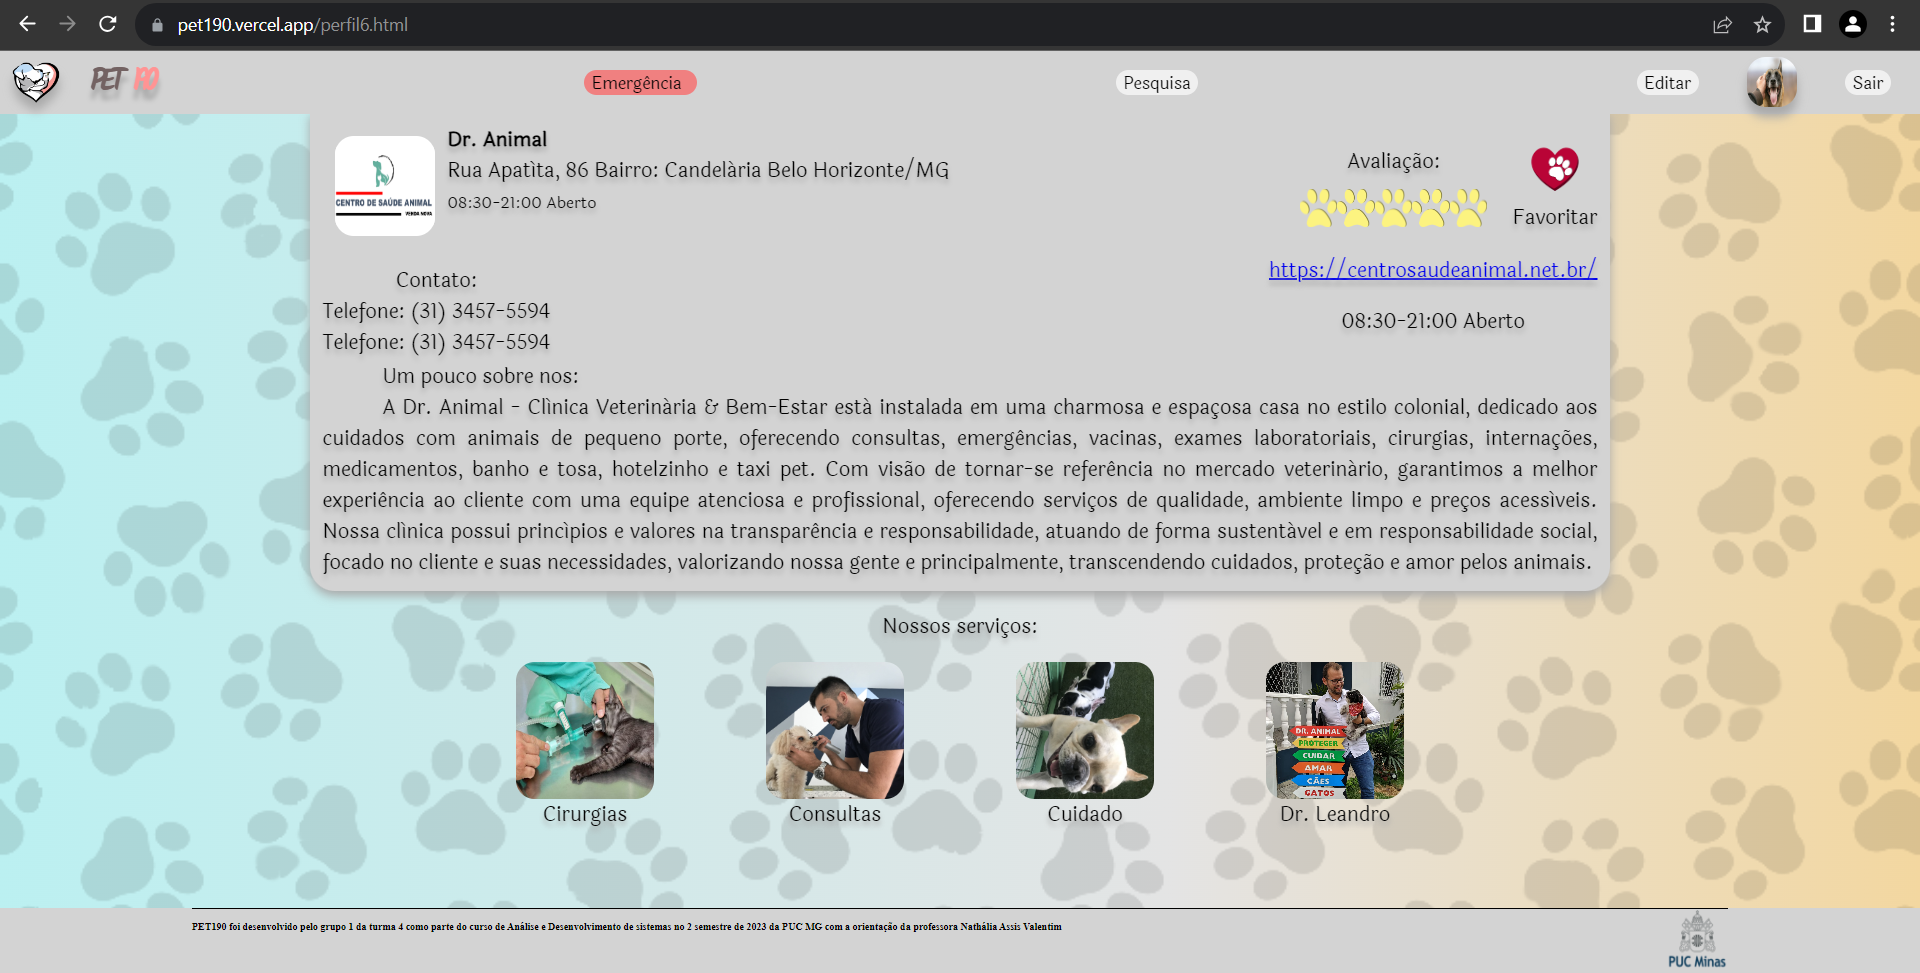 pet190.vercel.app/perfil6.html
PET 190
Emergência
Pesquisa
Editar
Sair
CENTRO DE SAÚDE ANIMAL
VENDA NOVA
Dr. Animal
Rua Apatìta, 86 Bairro: Candelària Belo Horizonte/MG
08:30-21:00 Aberto
Avaliação:
Favoritar
https://centrosaudeanimal.net.br/
08:30-21:00 Aberto
Contato:
Telefone: (31) 3457-5594
Telefone: (31) 3457-5594
Um pouco sobre nos:
A Dr. Animal - Clìnica Veterinària & Bem-Estar està instalada em uma charmosa e espaçosa casa no estilo colonial, dedicado aos
cuidados com animais de pequeno porte, oferecendo consultas, emergências, vacinas, exames laboratoriais, cirurgias, internações,
medicamentos, banho e tosa, hotelzinho e taxi pet. Com visão de tornar-se referência no mercado veterinàrio, garantimos a melhor
experiência ao cliente com uma equipe atenciosa e profissional, oferecendo serviços de qualidade, ambiente limpo e preços acessìveis.
Nossa clìnica possui princìpios e valores na transparência e responsabilidade, atuando de forma sustentàvel e em responsabilidade social,
focado no cliente e suas necessidades, valorizando nossa gente e principalmente, transcendendo cuidados, proteção e amor pelos animais.
Nossos serviços:
DR. ANIMAL
PROTEGER
CUIDAR
AMAR
CÃES
GATOS
Cirurgias
Consultas
Cuidado
Dr. Leandro
PET190 foi desenvolvido pelo grupo 1 da turma 4 como parte do curso de Análise e Desenvolvimento de sistemas no 2 semestre de 2023 da PUC MG com a orientação da professora Nathália Assis Valentim
PUC Minas